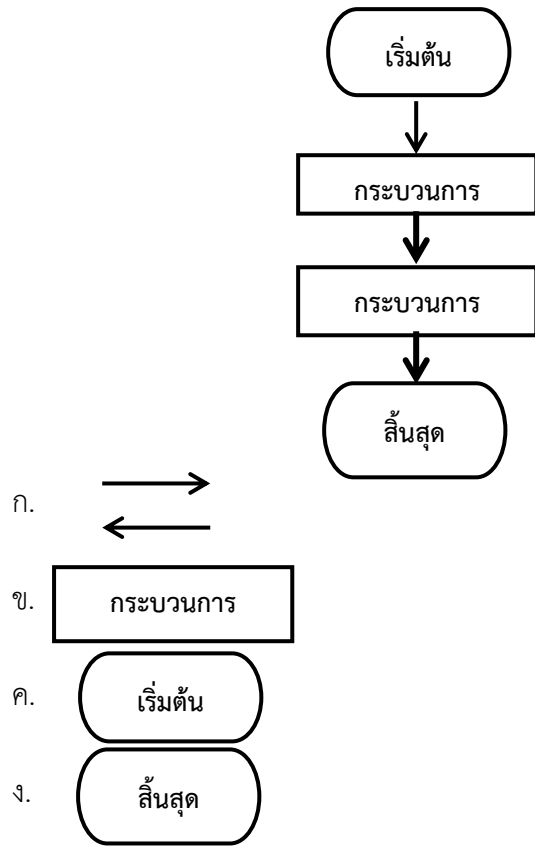 เริ่มต้น
กระบวนการ
กระบวนการ
สิ้นสุด
ก.
ข. กระบวนการ
ค. เริ่มต้น
ง. สิ้นสุด